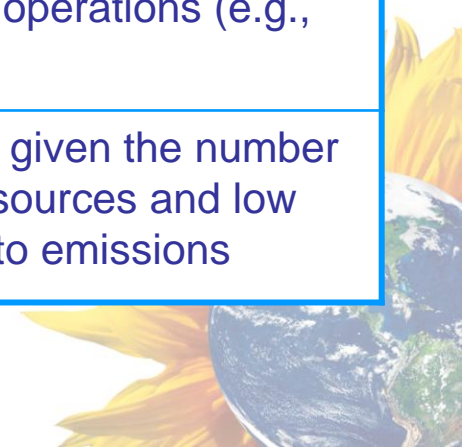 operations (e.g.,
given the number
sources and low
to emissions